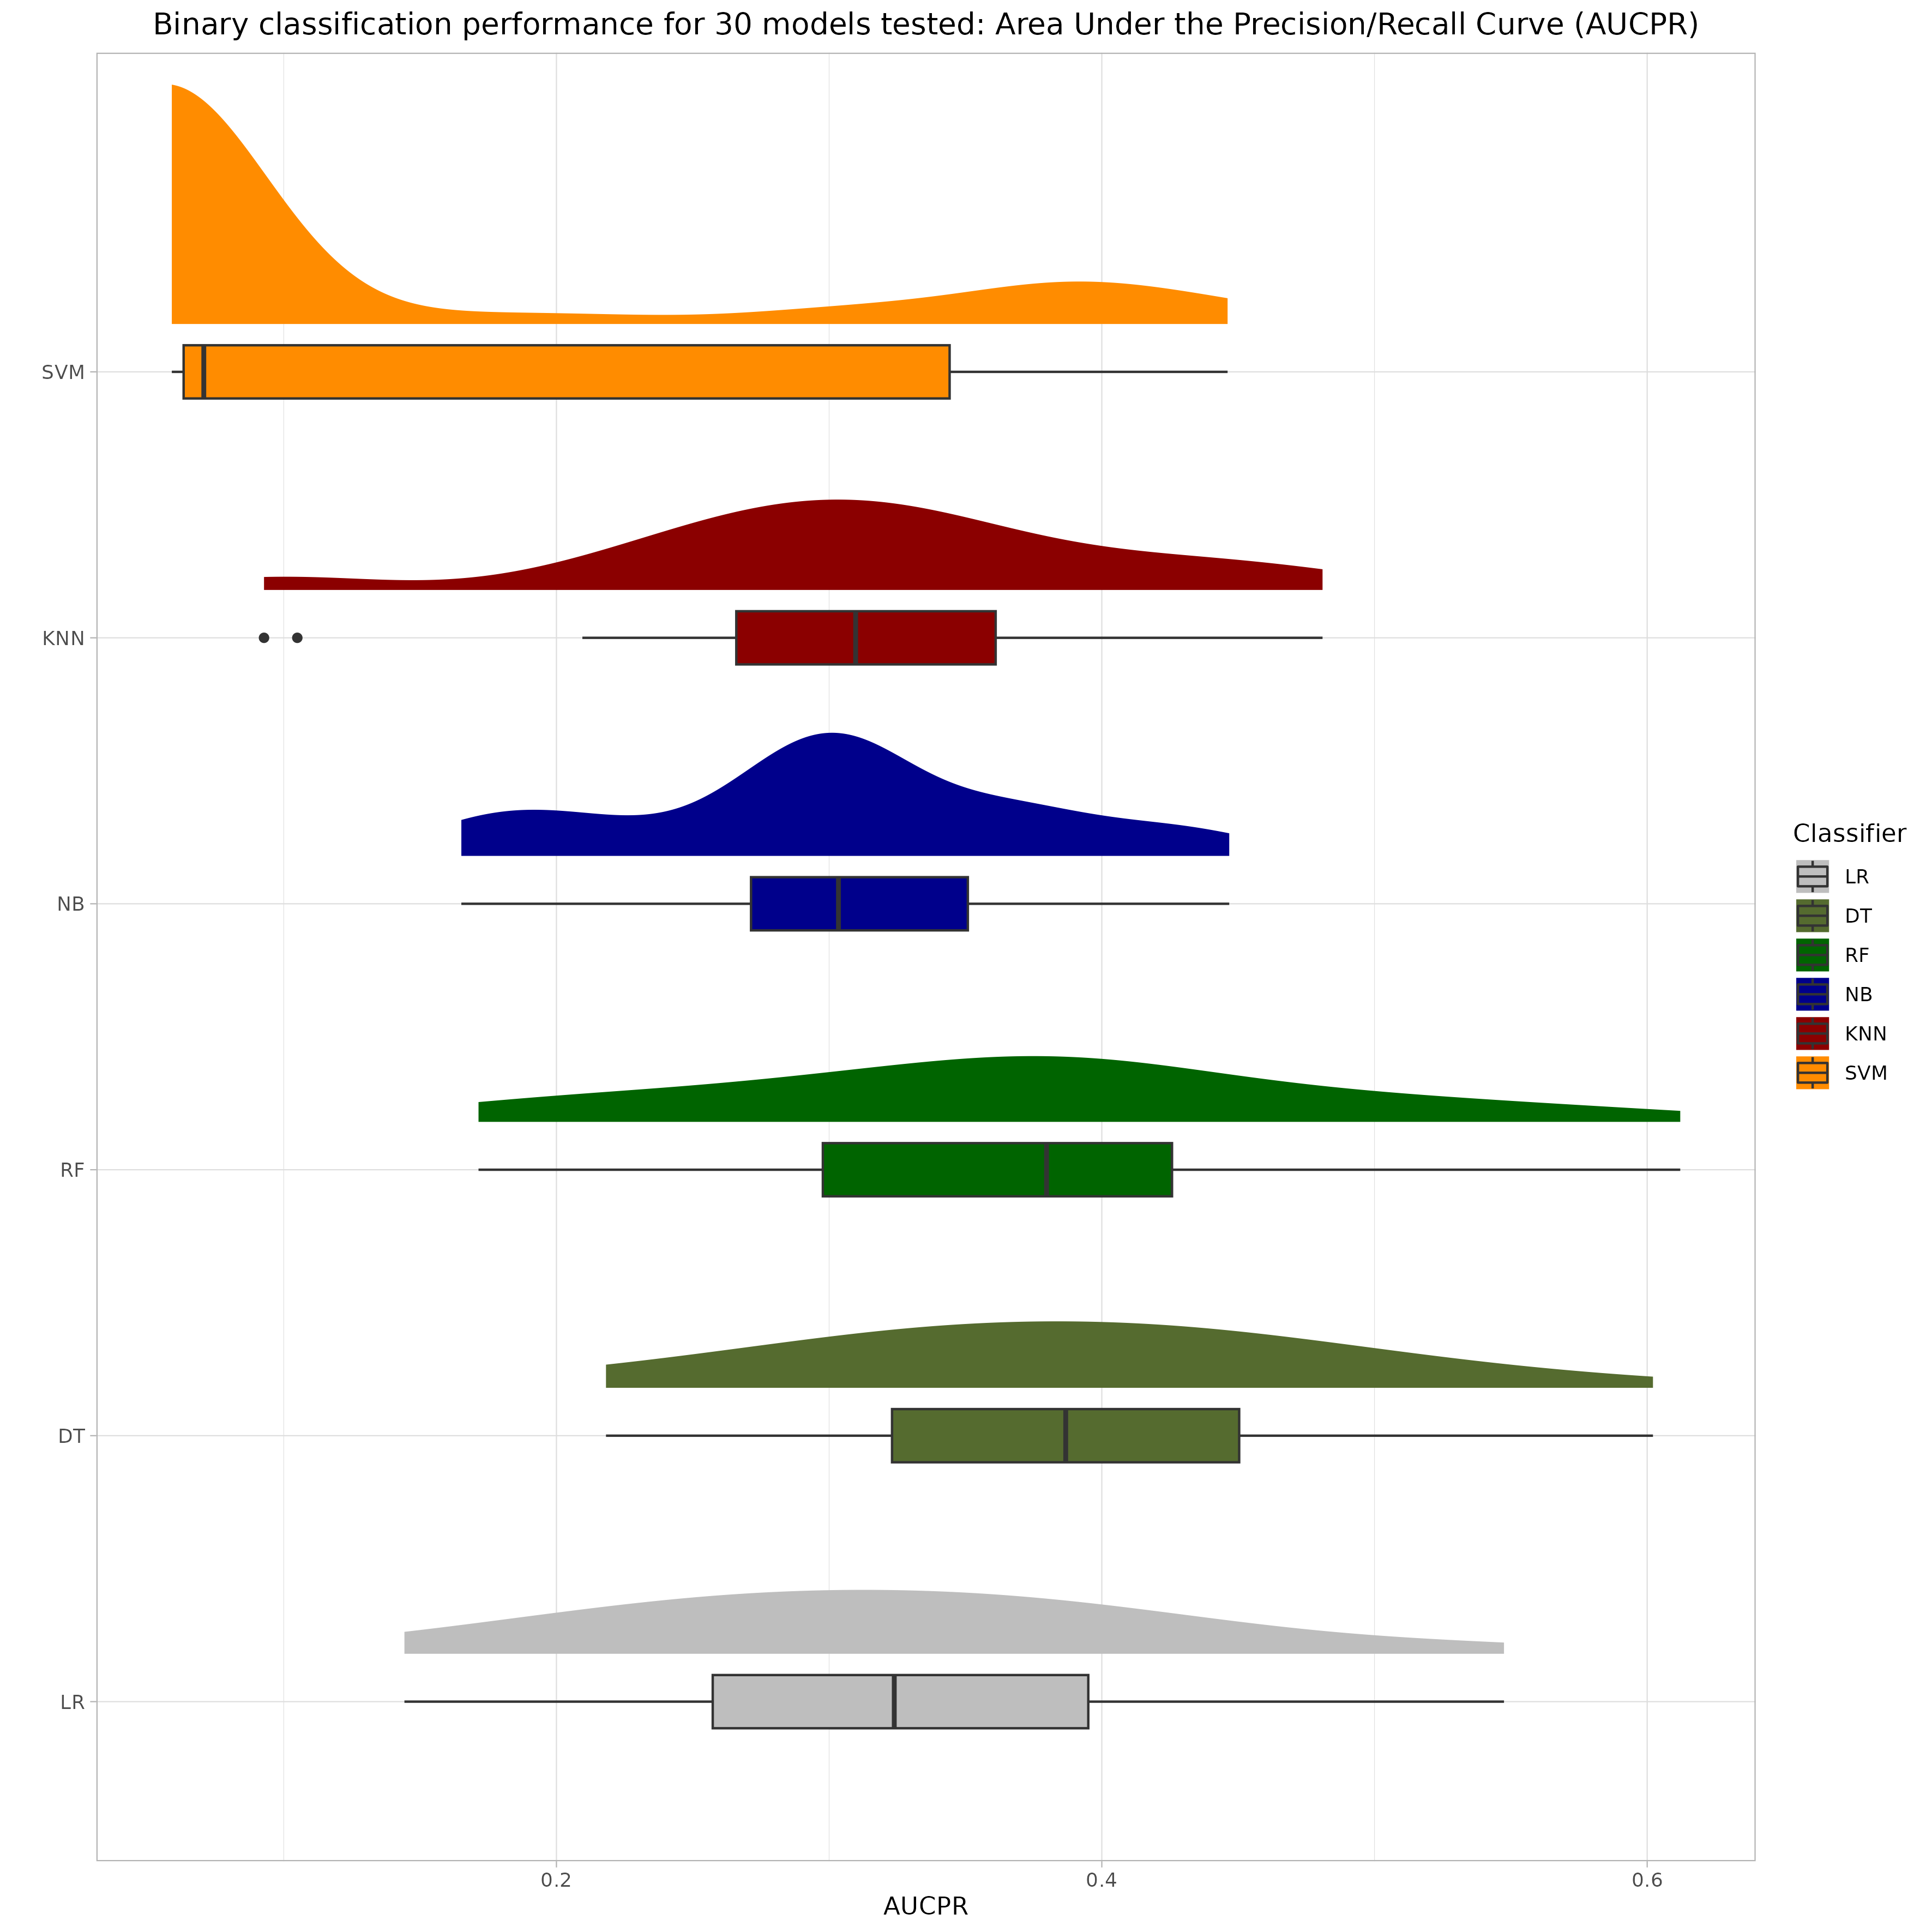 Binary classification performance for 30 models tested: Area Under the Precision/Recall Curve (AUCPR)
SVM
KNN
NB
RF
DT
LR
0.2 0.4 0.6
AUCPR
Classifier
LR
DT
RF
NB
KNN
SVM